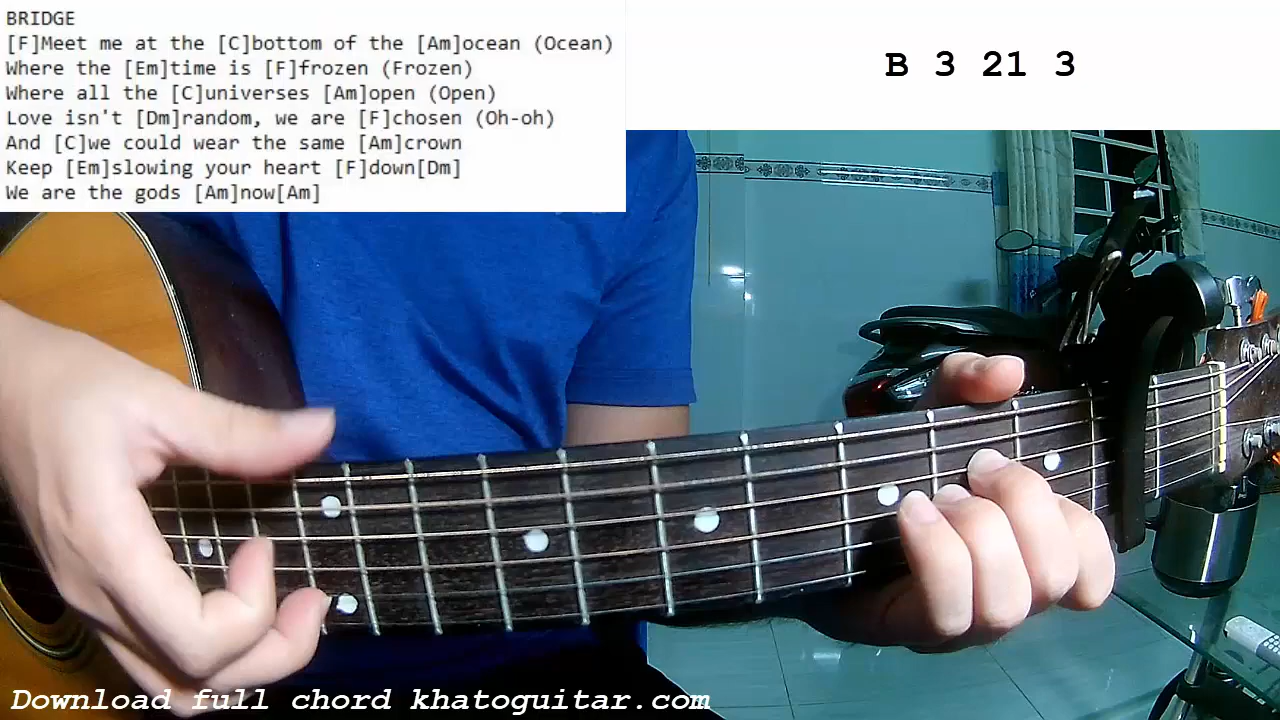 BRIDGE
[F]Meet me at the [C]bottom of the [Am]ocean (Ocean)
Where the [Em]time is [F]frozen (Frozen)
Where all the [C]universes [Am]open (Open)
Love isn't [Dm]random, we are [F]chosen (Oh-oh)
And [C]we could wear the same [Am]crown
Keep [Em]slowing your heart [F]down[Dm]
We are the gods [Am]now[Am]
B 3 21 3
Download full chord khatoguitar.com